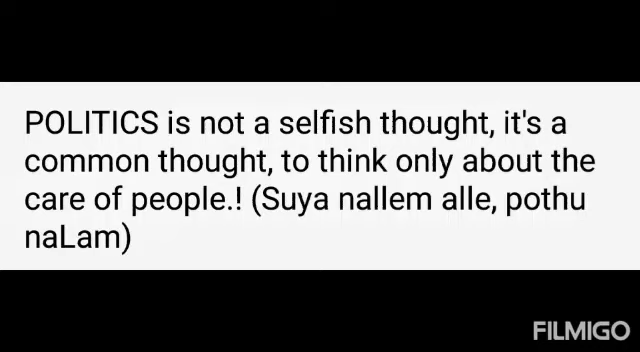 POLITICS is not a selfish thought, it's a
common thought, to think only about the
care of people.! (Suya nallem alle, pothu
naLam)
FILMIGO